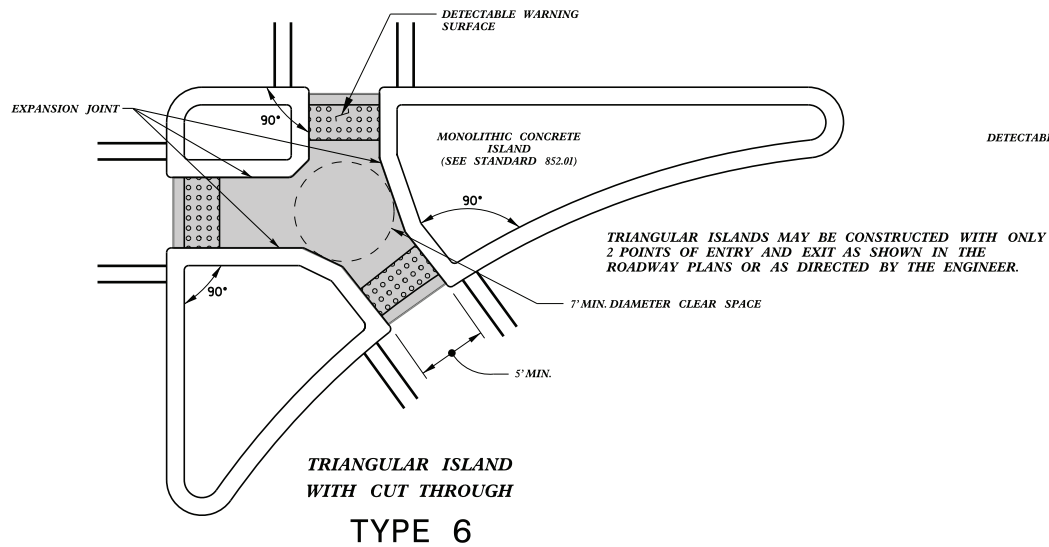 DETECTABLE WARNING
SURFACE
EXPANSION JOINT
90°
MONOLITHIC CONCRETE
ISLAND
(SEE STANDARD 852.01)
90°
TRIANGULAR ISLANDS MAY BE CONSTRUCTED WITH ONLY
2 POINTS OF ENTRY AND EXIT AS SHOWN IN THE
ROADWAY PLANS OR AS DIRECTED BY THE ENGINEER.
90°
7' MIN. DIAMETER CLEAR SPACE
5' MIN.
TRIANGULAR ISLAND
WITH CUT THROUGH
TYPE 6